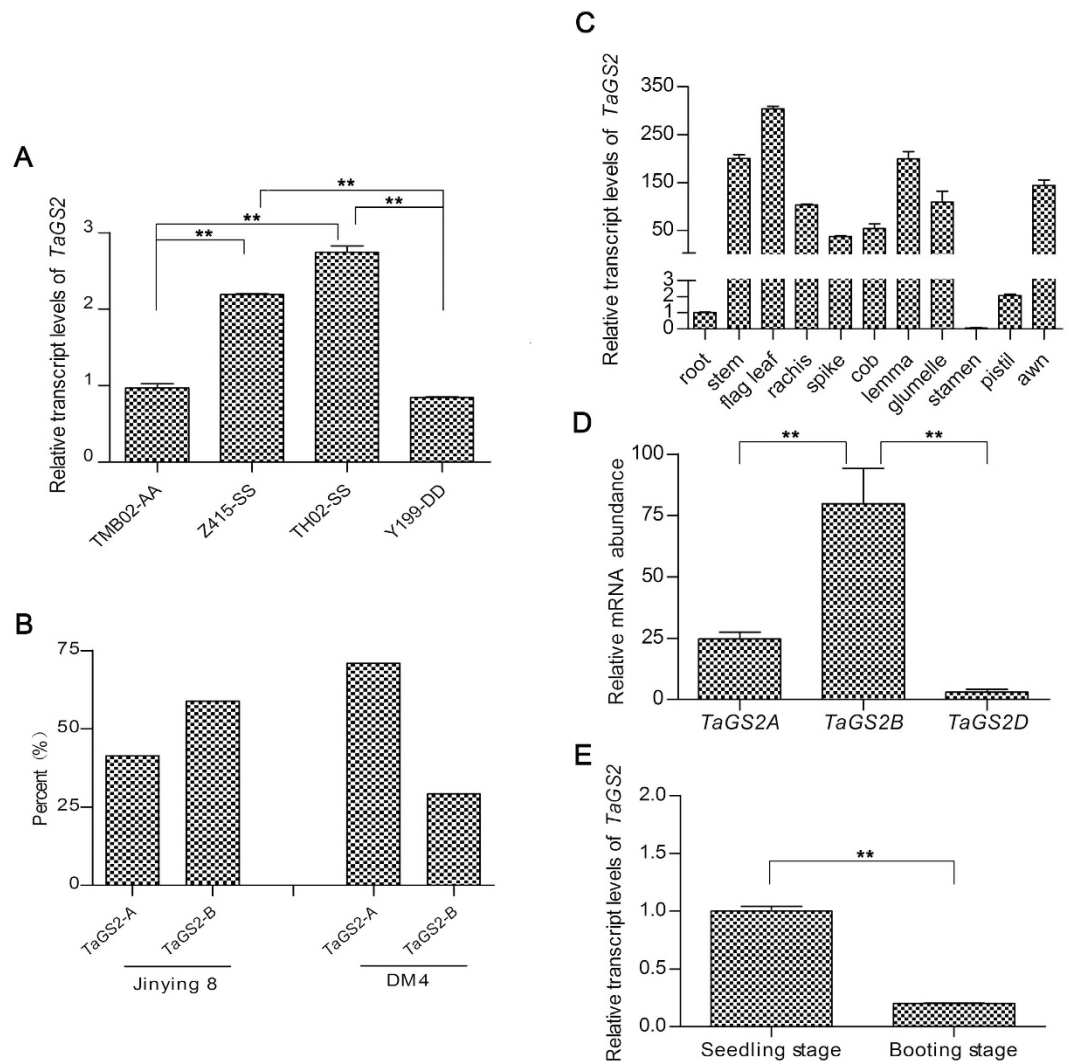 A
Relative transcript levels of TaGS2
3
2
1
0
**
**
**
**
TMB02-AA
Z415-SS
TH02-SS
Y199-DD
B
Percent (%)
75
50
25
0
TaGS2-A
TaGS2-B
TaGS2-A
TaGS2-B
Jinying 8
DM4
C
Relative transcript levels of TaGS2
350
250
150
50
3
2
1
0
root
stem
flag leaf
rachis
spike
cob
lemma
glumelle
stamen
pistil
awn
D
Relative mRNA abundance
100
75
50
25
0
**
**
TaGS2A
TaGS2B
TaGS2D
E
Relative transcript levels of TaGS2
2.0
1.5
1.0
0.5
0.0
**
Seedling stage
Booting stage